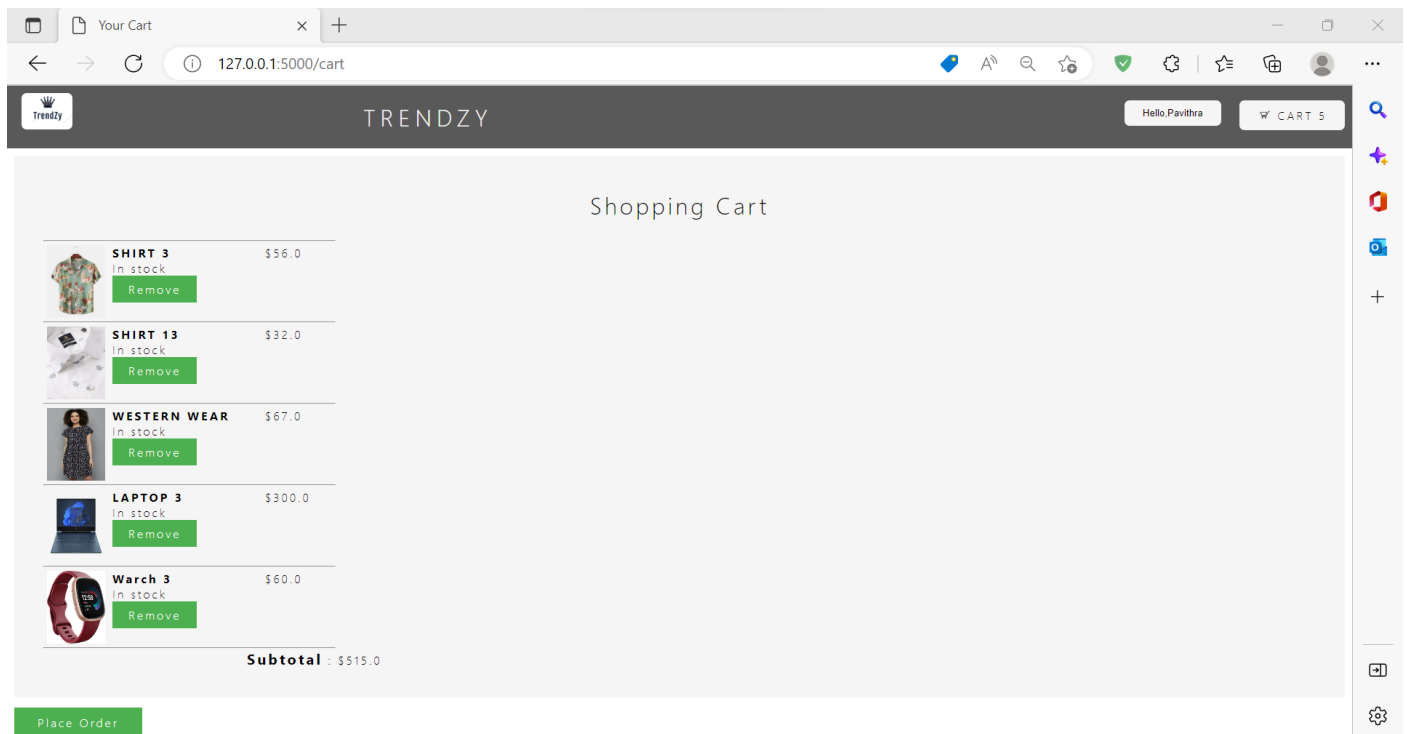 Your Cart
127.0.0.1:5000/cart
TrendZy
TRENDZY
Hello,Pavithra
CART 5
Shopping Cart
SHIRT 3 $56.0
In stock
Remove
SHIRT 13 $32.0
In stock
Remove
WESTERN WEAR $67.0
In stock
Remove
LAPTOP 3 $300.0
In stock
Remove
Warch 3 $60.0
In stock
Remove
Subtotal : $515.0
Place Order